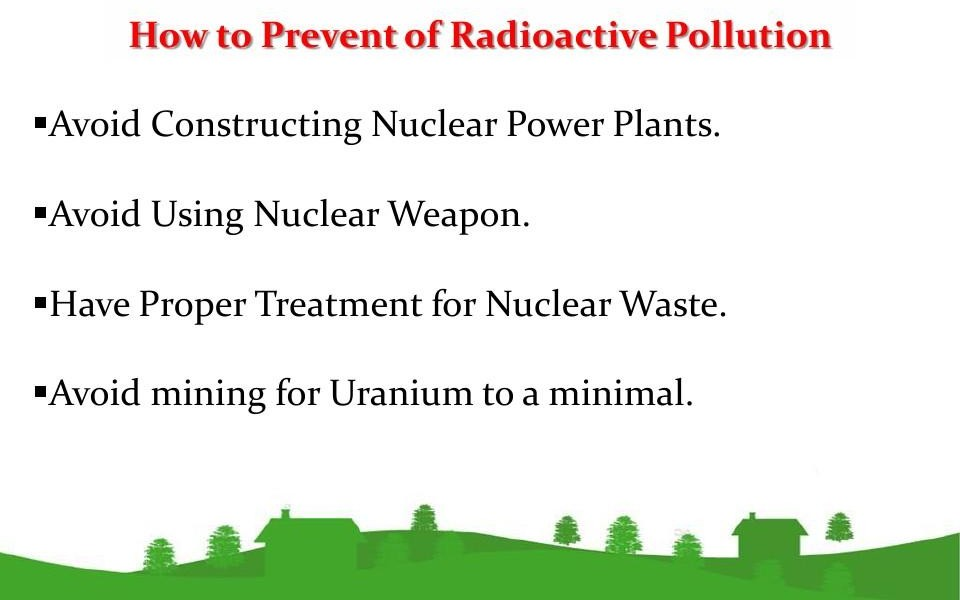 How to Prevent of Radioactive Pollution
▪Avoid Constructing Nuclear Power Plants.
▪Avoid Using Nuclear Weapon.
▪Have Proper Treatment for Nuclear Waste.
▪Avoid mining for Uranium to a minimal.